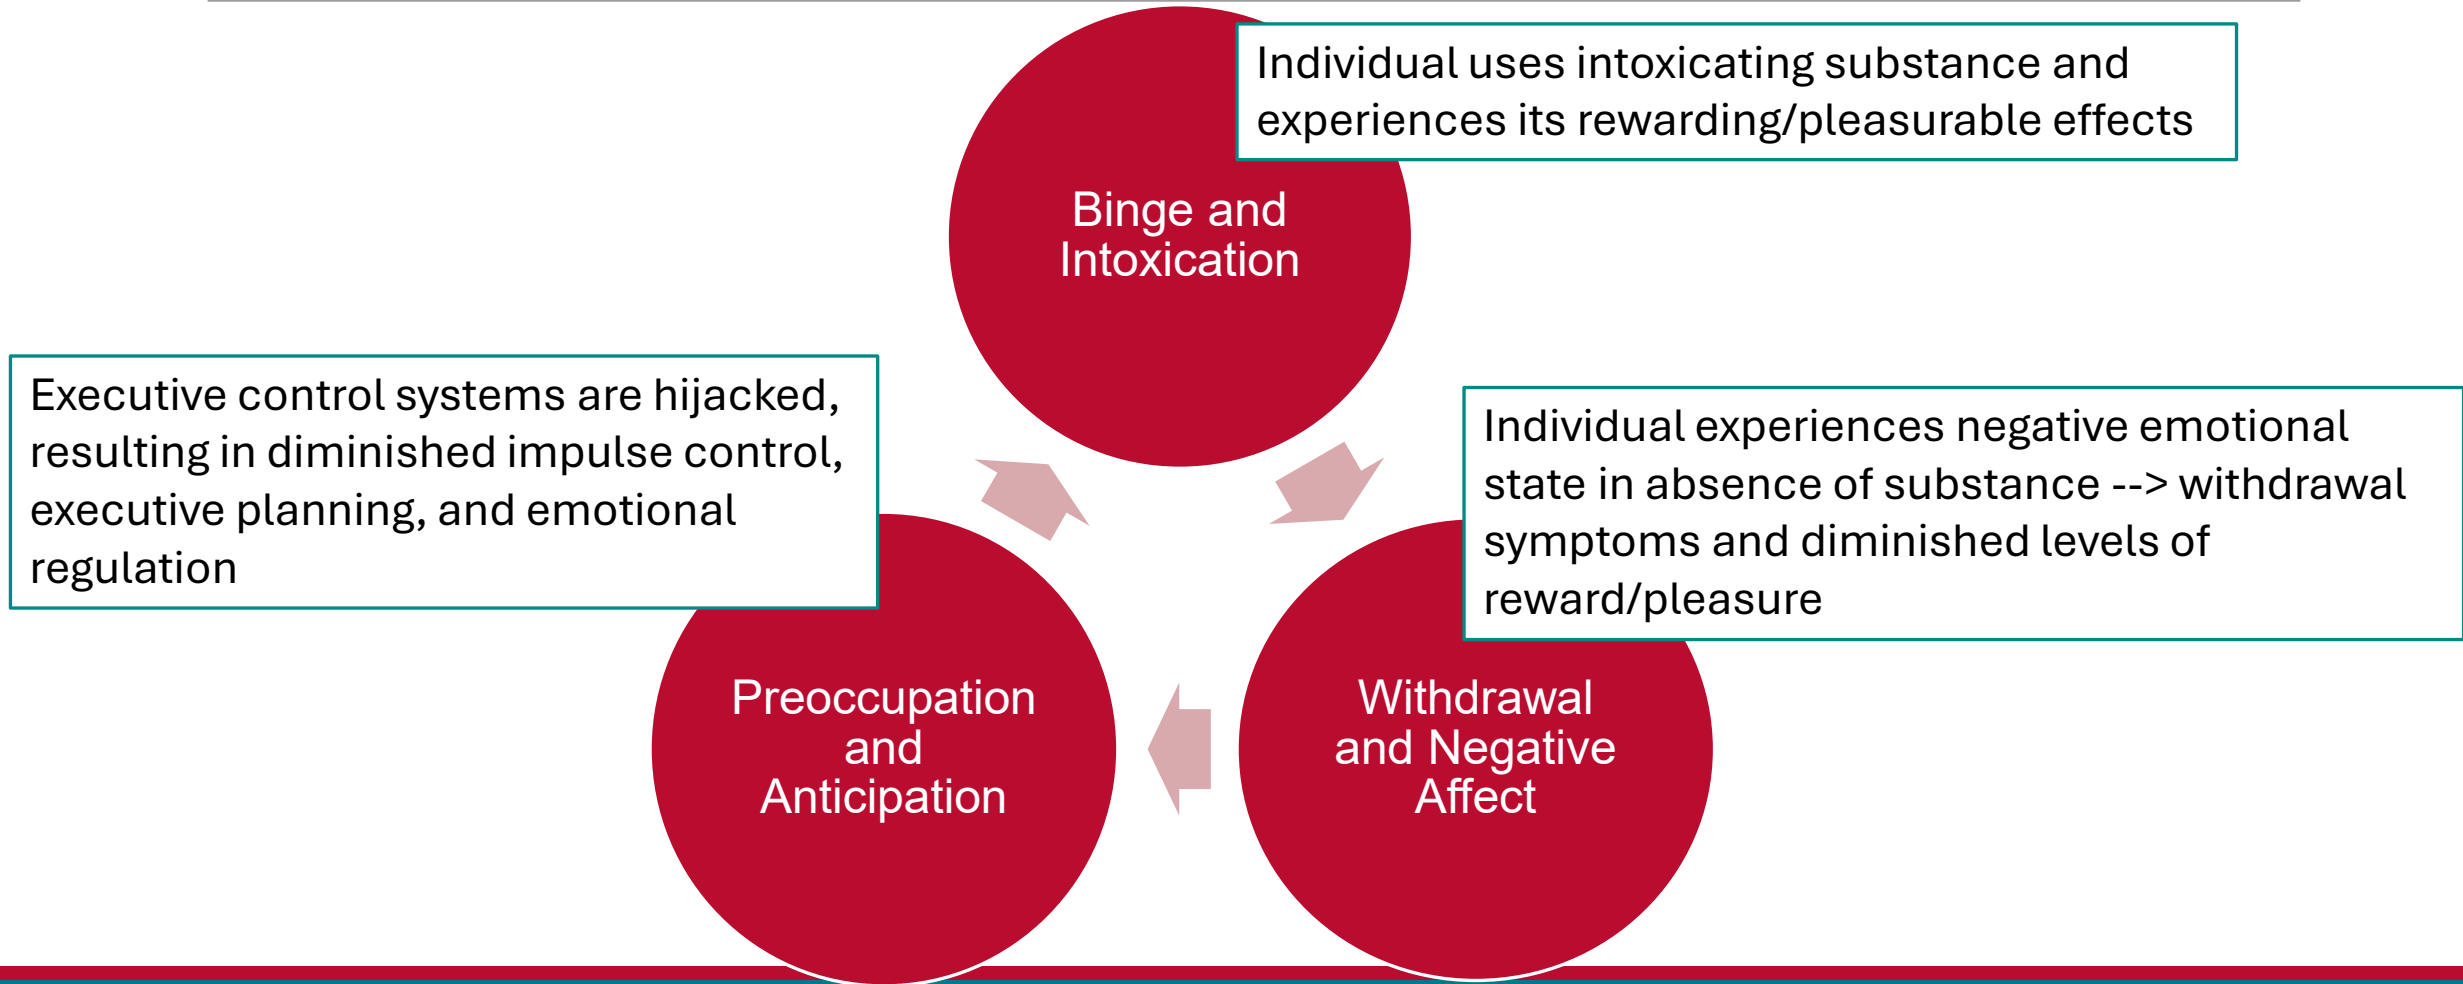 Individual uses intoxicating substance and
experiences its rewarding/pleasurable effects
Binge and
Intoxication
Executive control systems are hijacked,
resulting in diminished impulse control,
executive planning, and emotional
regulation
Individual experiences negative emotional
state in absence of substance --> withdrawal
symptoms and diminished levels of
reward/pleasure
Preoccupation
and
Anticipation
Withdrawal
and Negative
Affect